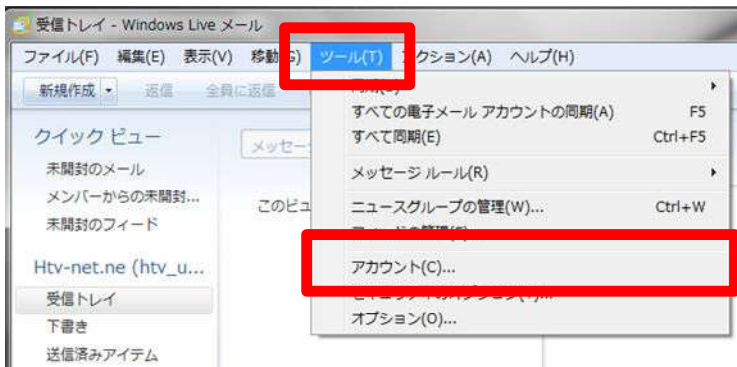 受信トレイ - Windows Live メール
ファイル(F) 編集(E) 表示(V) 移動(G) ツール(T) アクション(A) ヘルプ(H)
新規作成 返信 全員に返信
すべての電子メール アカウントの同期(A) F5
すべて同期(E) Ctrl+F5
メッセージ ルール(R)
ニュースグループの管理(W)... Ctrl+W
アカウント(C)...
オプション(O)...
クイック ビュー
未開封のメール
メンバーからの未開封...
未開封のフィード
Htv-net.ne (htv_u...
受信トレイ
下書き
送信済みアイテム
メッセー
このビュ